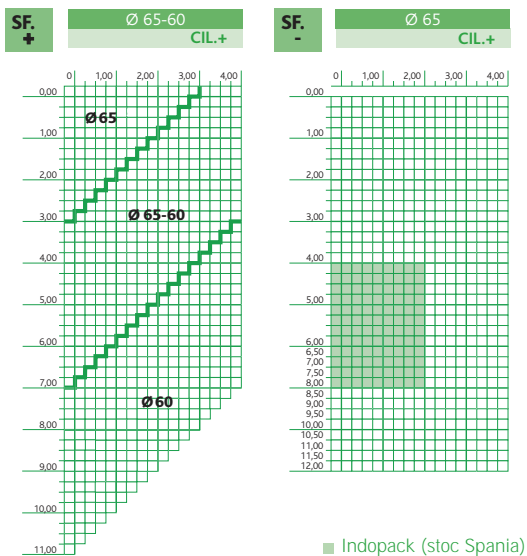 SF.
+
Ø 65-60
CIL.+
0 1,00 2,00 3,00 4,00
0,00
1,00
2,00
3,00
4,00
5,00
6,00
7,00
8,00
9,00
10,00
11,00
Ø65
Ø 65-60
Ø60
SF.
-
Ø 65
CIL.+
0 1,00 2,00 3,00 4,00
0,00
1,00
2,00
3,00
4,00
5,00
6,00
6,50
7,00
7,50
8,00
8,50
9,00
9,50
10,00
10,50
11,00
11,50
12,00
Indopack (stoc Spania)